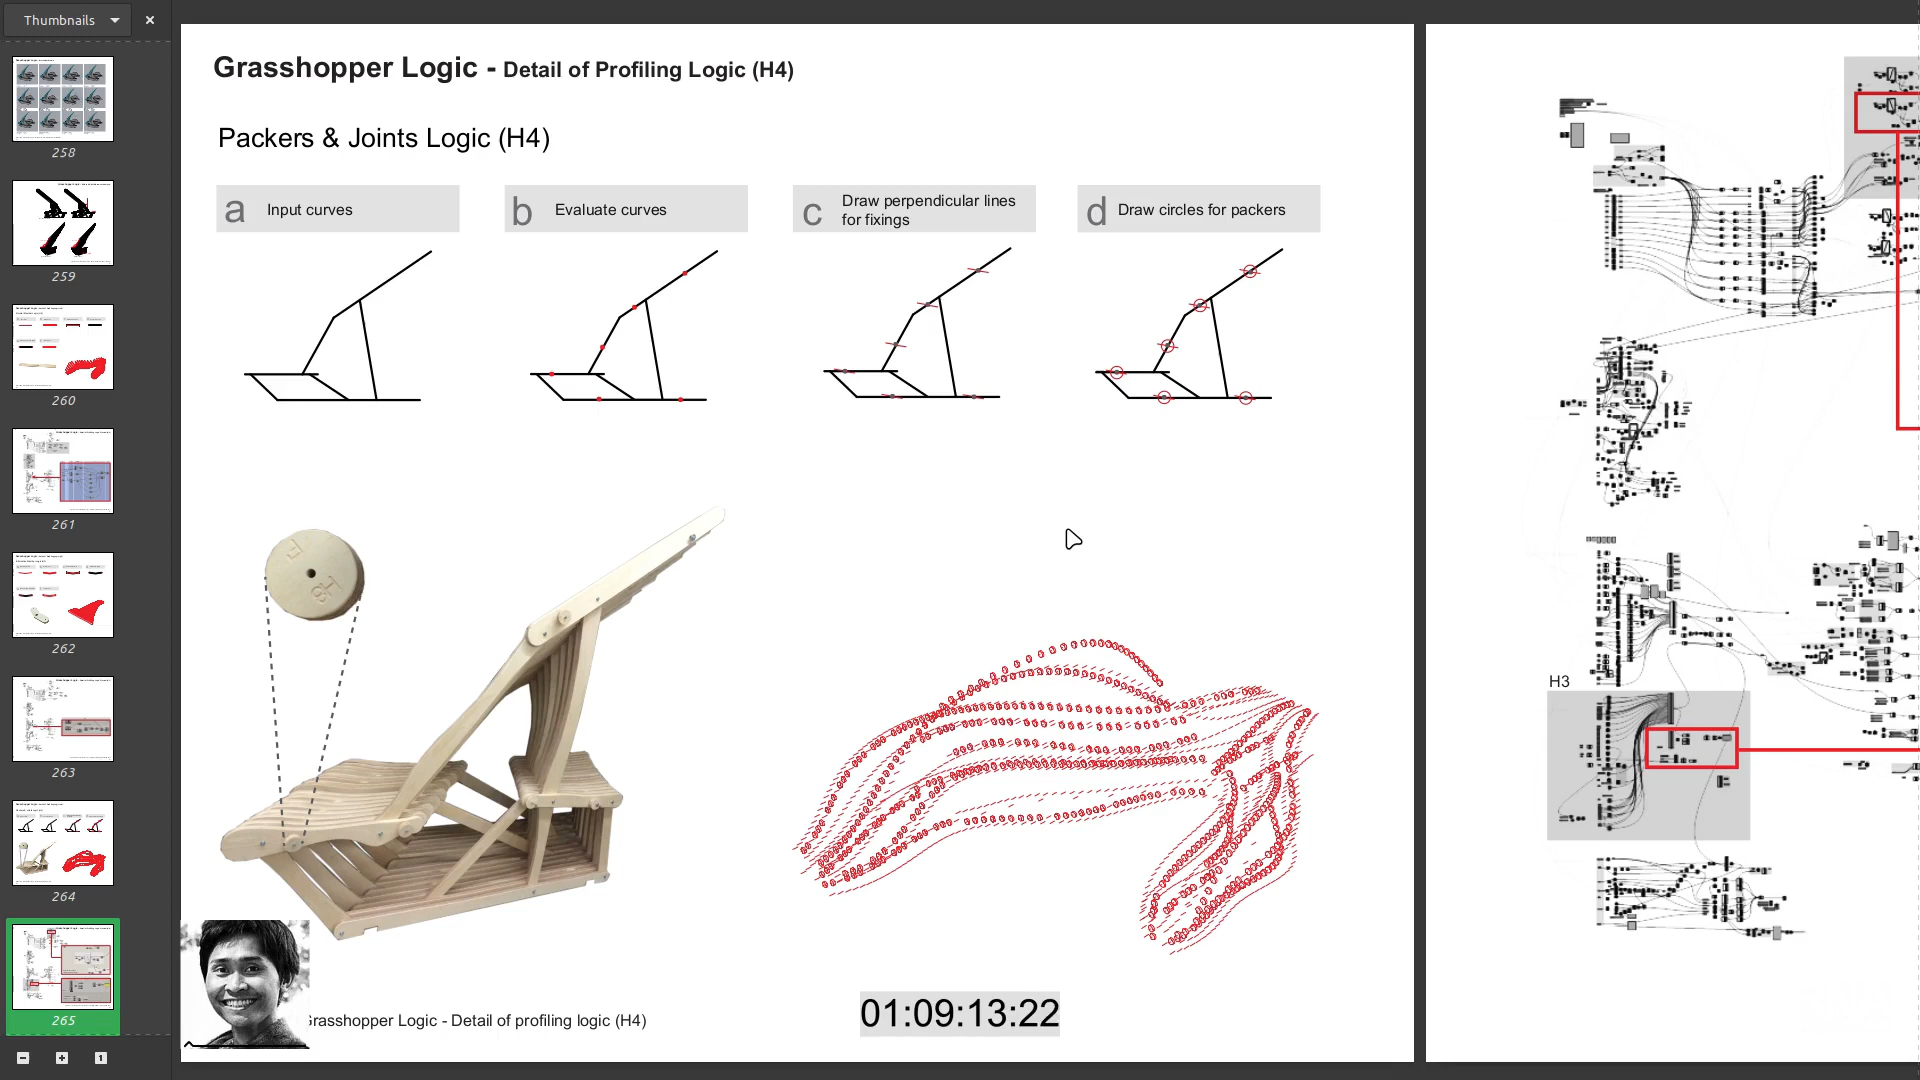 Thumbnails
258
259
260
261
262
263
264
265
Grasshopper Logic - Detail of Profiling Logic (H4)
Packers & Joints Logic (H4)
a Input curves
b Evaluate curves
c Draw perpendicular lines
for fixings
d Draw circles for packers
H3
Grasshopper Logic - Detail of profiling logic (H4)
01:09:13:22